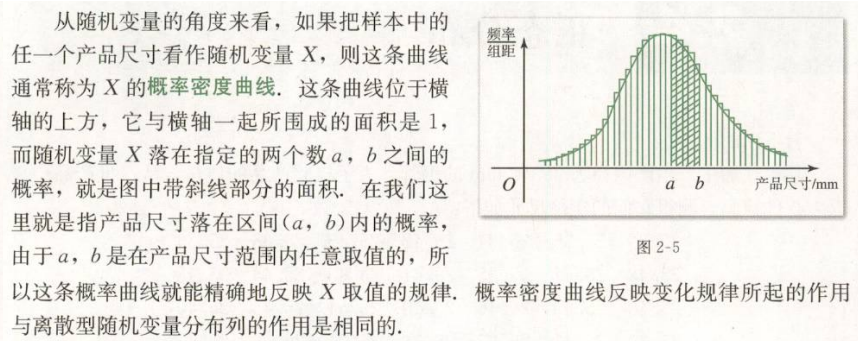 从随机变量的角度来看，如果把样本中的
任一个产品尺寸看作随机变量 X，则这条曲线
通常称为 X 的概率密度曲线．这条曲线位于横
轴的上方，它与横轴一起所围成的面积是 1，
而随机变量 X 落在指定的两个数 a，b 之间的
概率，就是图中带斜线部分的面积．在我们这
里就是指产品尺寸落在区间(a，b)内的概率，
由于 a，b 是在产品尺寸范围内任意取值的，所
以这条概率曲线就能精确地反映 X 取值的规律．概率密度曲线反映变化规律所起的作用
与离散型随机变量分布列的作用是相同的．
频率
组距
O
a b
产品尺寸/mm
图 2-5